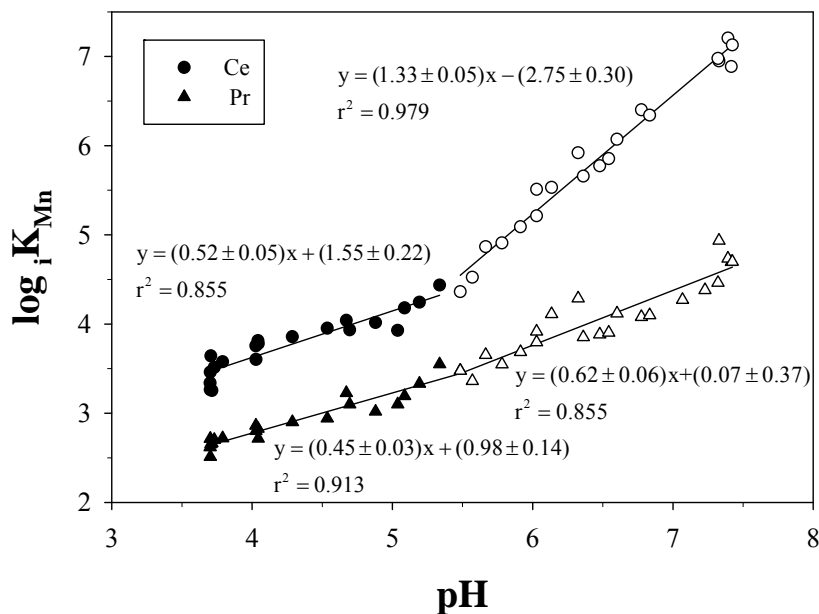 7
6
5
4
3
2
log ᵢK_Mn
Ce
Pr
y = (1.33 ± 0.05)x − (2.75 ± 0.30)
r² = 0.979
y = (0.52 ± 0.05)x + (1.55 ± 0.22)
r² = 0.855
y = (0.62 ± 0.06)x+(0.07 ± 0.37)
r² = 0.855
y = (0.45 ± 0.03)x + (0.98 ± 0.14)
r² = 0.913
3 4 5 6 7 8
pH